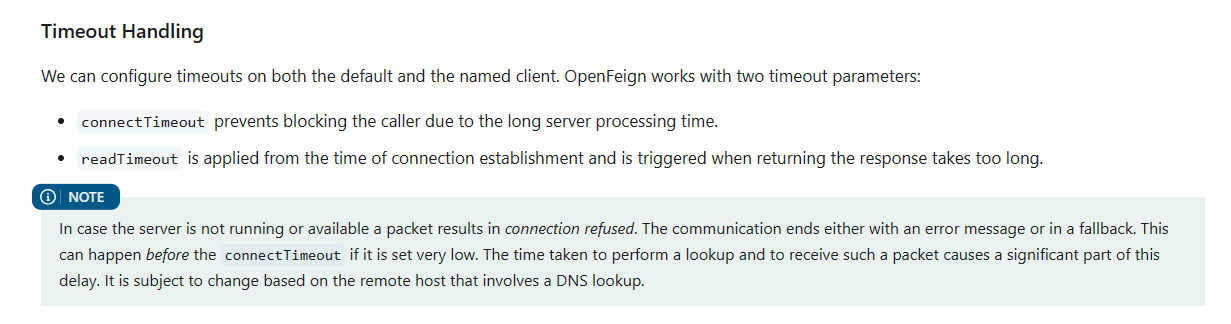 Timeout Handling
We can configure timeouts on both the default and the named client. OpenFeign works with two timeout parameters:
• connectTimeout prevents blocking the caller due to the long server processing time.
• readTimeout is applied from the time of connection establishment and is triggered when returning the response takes too long.
NOTE
In case the server is not running or available a packet results in connection refused. The communication ends either with an error message or in a fallback. This
can happen before the connectTimeout if it is set very low. The time taken to perform a lookup and to receive such a packet causes a significant part of this
delay. It is subject to change based on the remote host that involves a DNS lookup.